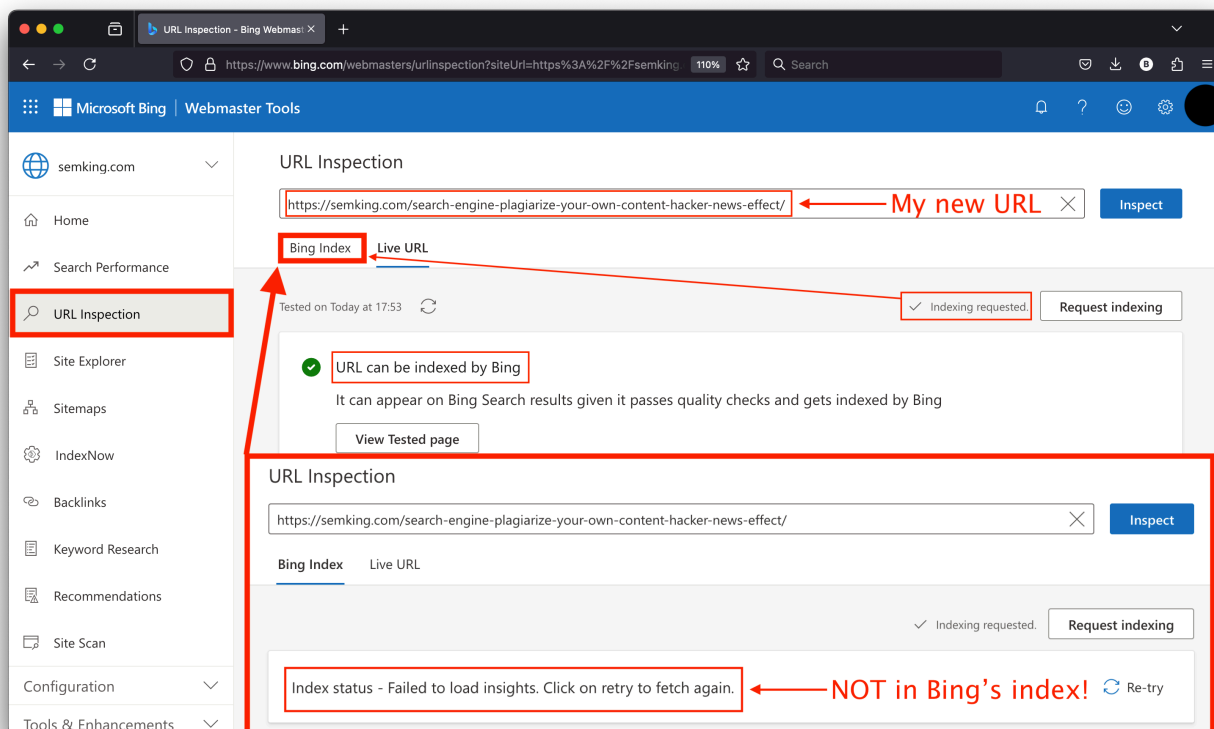 URL Inspection - Bing Webmast
https://www.bing.com/webmasters/urlinspection?siteUrl=https%3A%2F%2Fsemking.
110%
Search
B
Microsoft Bing | Webmaster Tools
?
semking.com
Home
Search Performance
URL Inspection
Site Explorer
Sitemaps
IndexNow
Backlinks
Keyword Research
Recommendations
Site Scan
Configuration
Tools & Enhancements
URL Inspection
https://semking.com/search-engine-plagiarize-your-own-content-hacker-news-effect/ My new URL Inspect
Bing Index Live URL
Tested on Today at 17:53 Indexing requested. Request indexing
URL can be indexed by Bing
It can appear on Bing Search results given it passes quality checks and gets indexed by Bing
View Tested page
URL Inspection
https://semking.com/search-engine-plagiarize-your-own-content-hacker-news-effect/ Inspect
Bing Index Live URL
Indexing requested. Request indexing
Index status - Failed to load insights. Click on retry to fetch again. NOT in Bing's index! Re-try